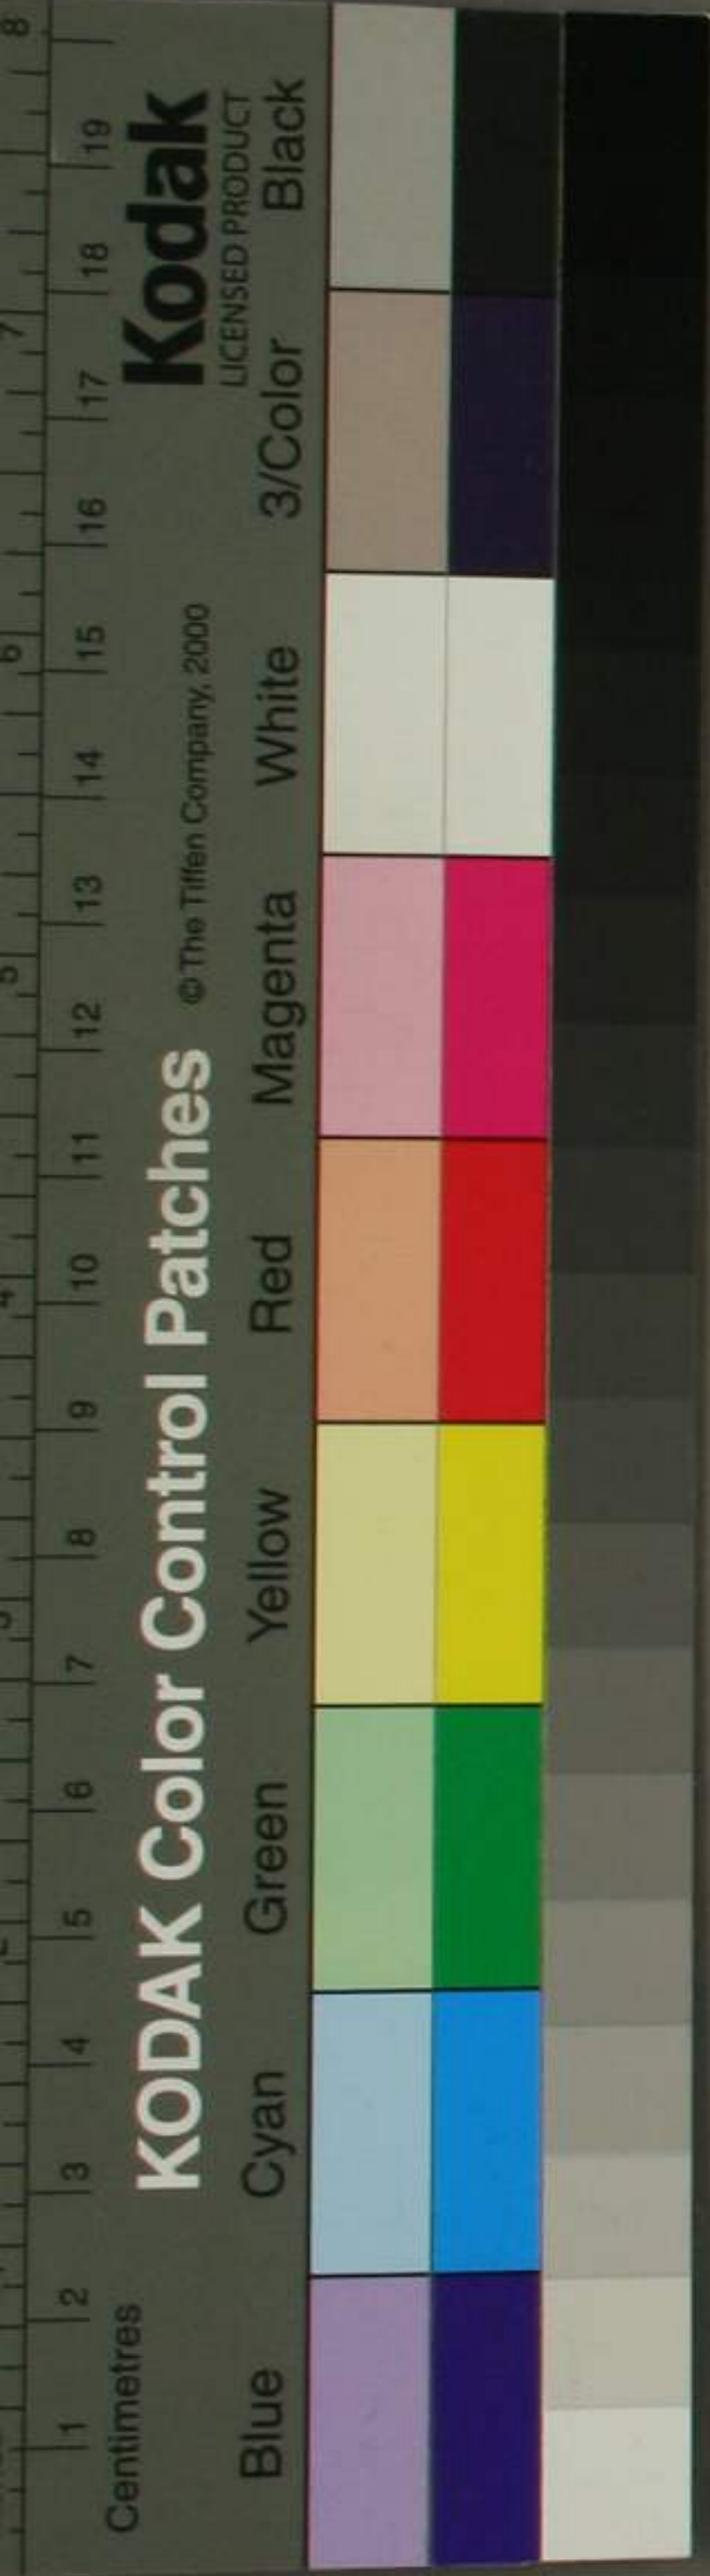 Centimetres
1 2 3 4 5 6 7 8 9 10 11 12 13 14 15 16 17 18 19
KODAK Color Control Patches © The Tiffen Company, 2000 Kodak
LICENSED PRODUCT
Blue Cyan Green Yellow Red Magenta White 3/Color Black